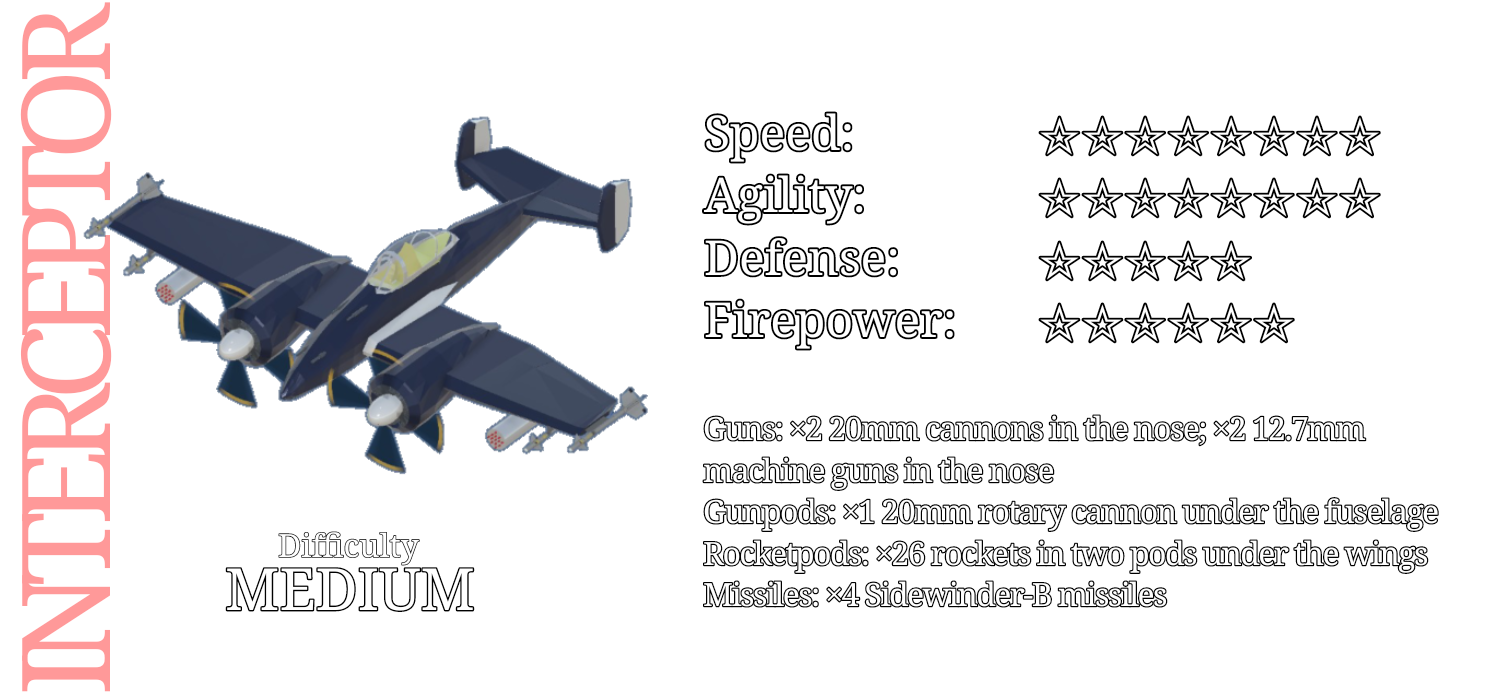 INTERCEPTOR
Speed: ☆☆☆☆☆☆☆☆
Agility: ☆☆☆☆☆☆☆☆
Defense: ☆☆☆☆☆
Firepower: ☆☆☆☆☆☆
Guns: ×2 20mm cannons in the nose; ×2 12.7mm
machine guns in the nose
Gunpods: ×1 20mm rotary cannon under the fuselage
Rocketpods: ×26 rockets in two pods under the wings
Missiles: ×4 Sidewinder-B missiles
Difficulty
MEDIUM